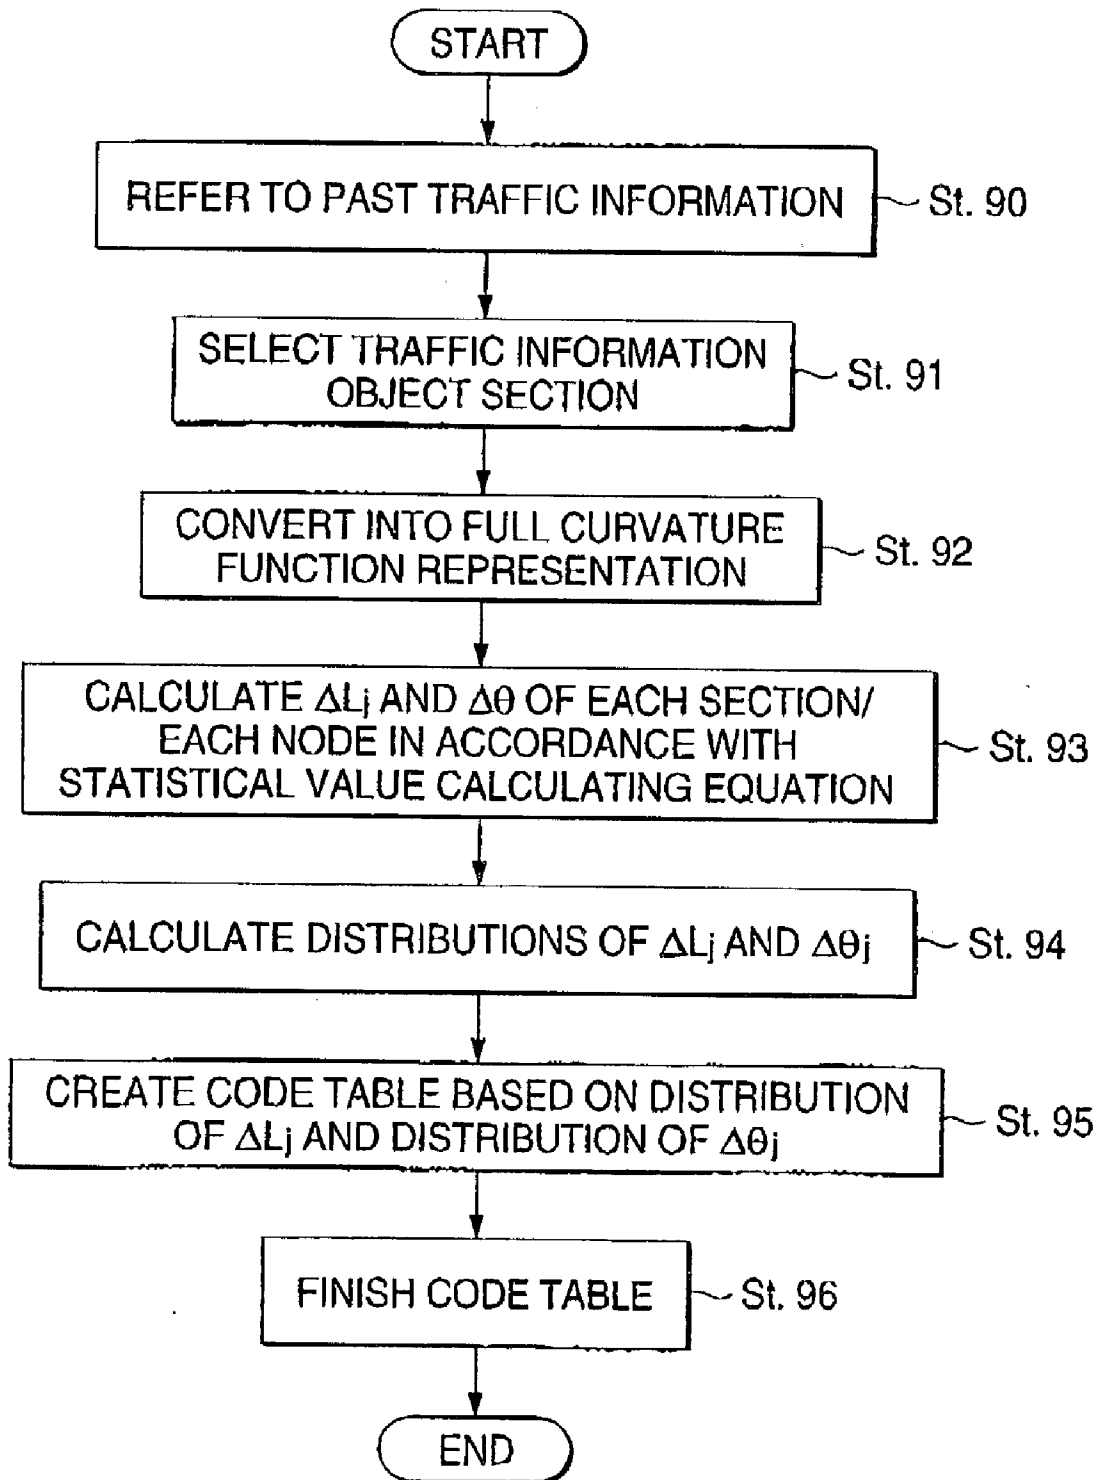 START
REFER TO PAST TRAFFIC INFORMATION
St. 90
SELECT TRAFFIC INFORMATION
OBJECT SECTION
St. 91
CONVERT INTO FULL CURVATURE
FUNCTION REPRESENTATION
St. 92
CALCULATE ΔLj AND Δθ OF EACH SECTION/
EACH NODE IN ACCORDANCE WITH
STATISTICAL VALUE CALCULATING EQUATION
St. 93
CALCULATE DISTRIBUTIONS OF ΔLj AND Δθj
St. 94
CREATE CODE TABLE BASED ON DISTRIBUTION
OF ΔLj AND DISTRIBUTION OF Δθj
St. 95
FINISH CODE TABLE
St. 96
END